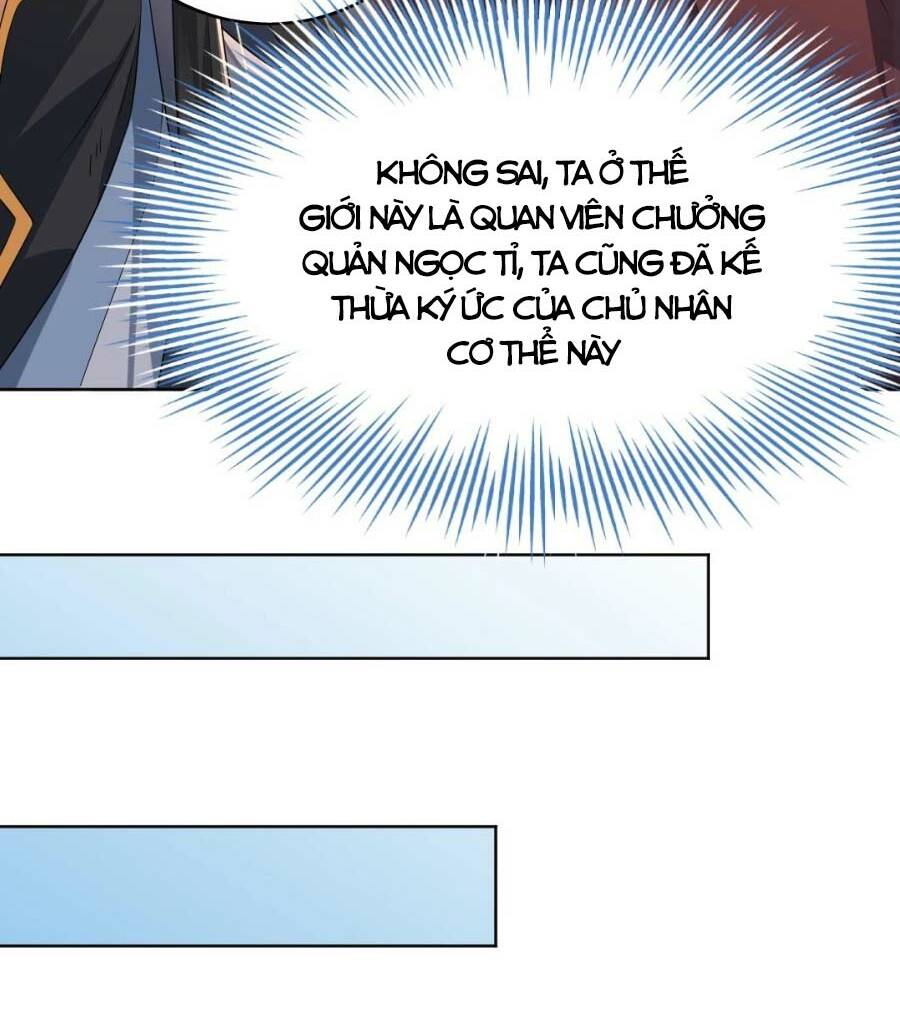 KHÔNG SAI, TA Ở THẾ
GIỚI NÀY LÀ QUAN VIÊN CHƯỞNG
QUẢN NGỌC TỈ, TA CŨNG ĐÃ KẾ
THỪA KÝ ỨC CỦA CHỦ NHÂN
CƠ THỂ NÀY